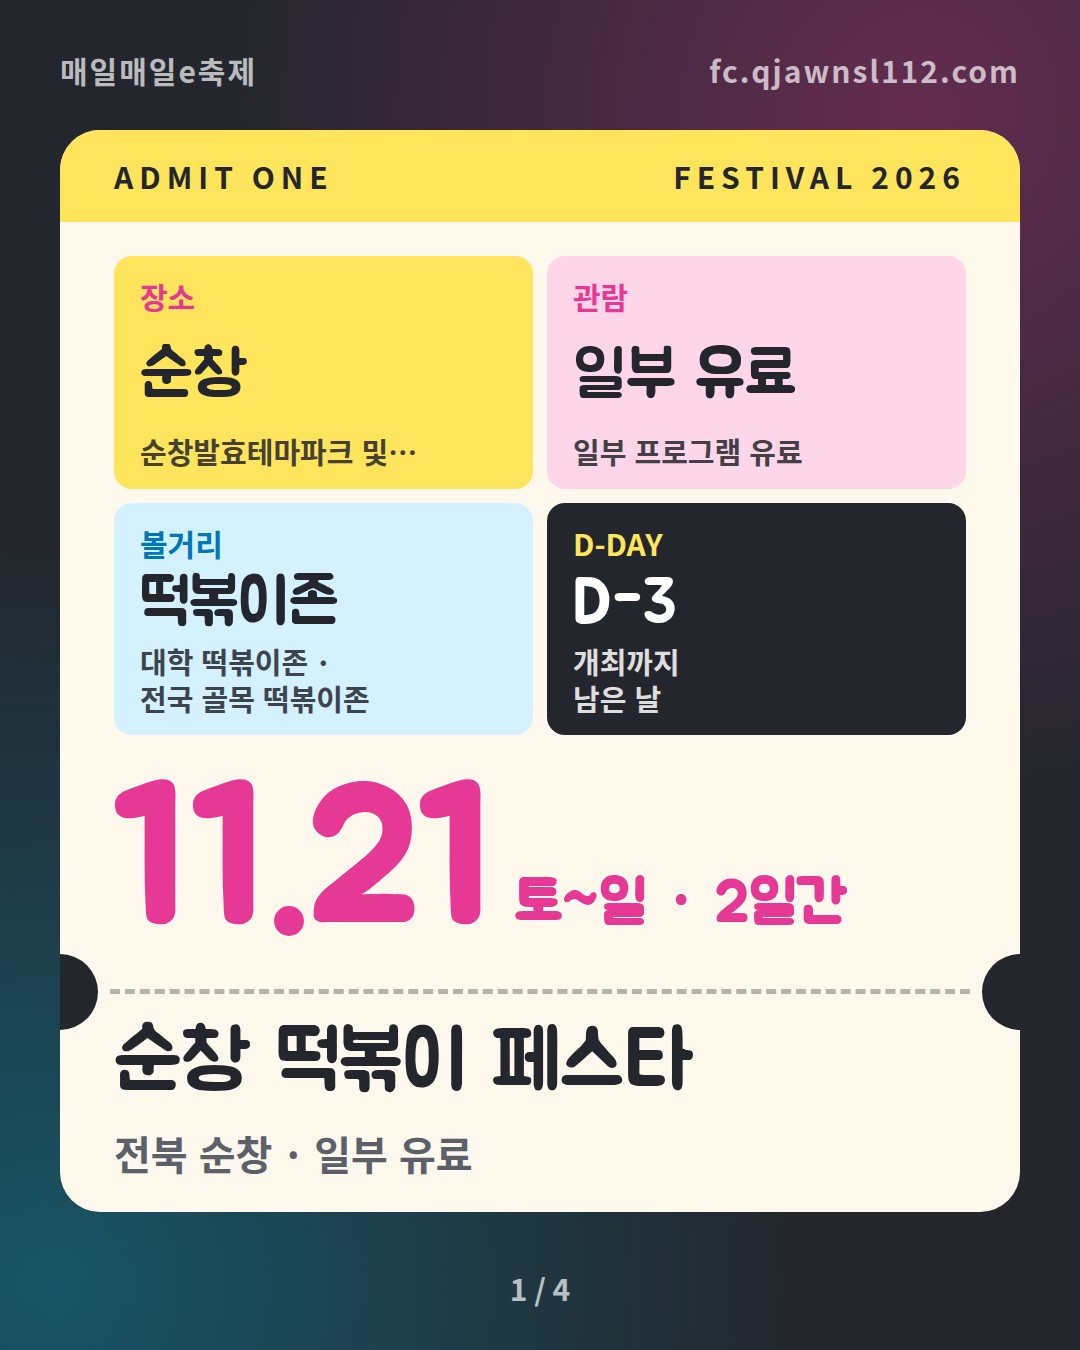 매일매일e축제
fc.qjawnsl112.com
ADMIT ONE
FESTIVAL 2026
장소
순창
순창발효테마파크 및…
관람
일부 유료
일부 프로그램 유료
볼거리
떡볶이존
대학 떡볶이존 ·
전국 골목 떡볶이존
D-DAY
D-3
개최까지
남은 날
11.21 토~일 · 2일간
순창 떡볶이 페스타
전북 순창 · 일부 유료
1 / 4